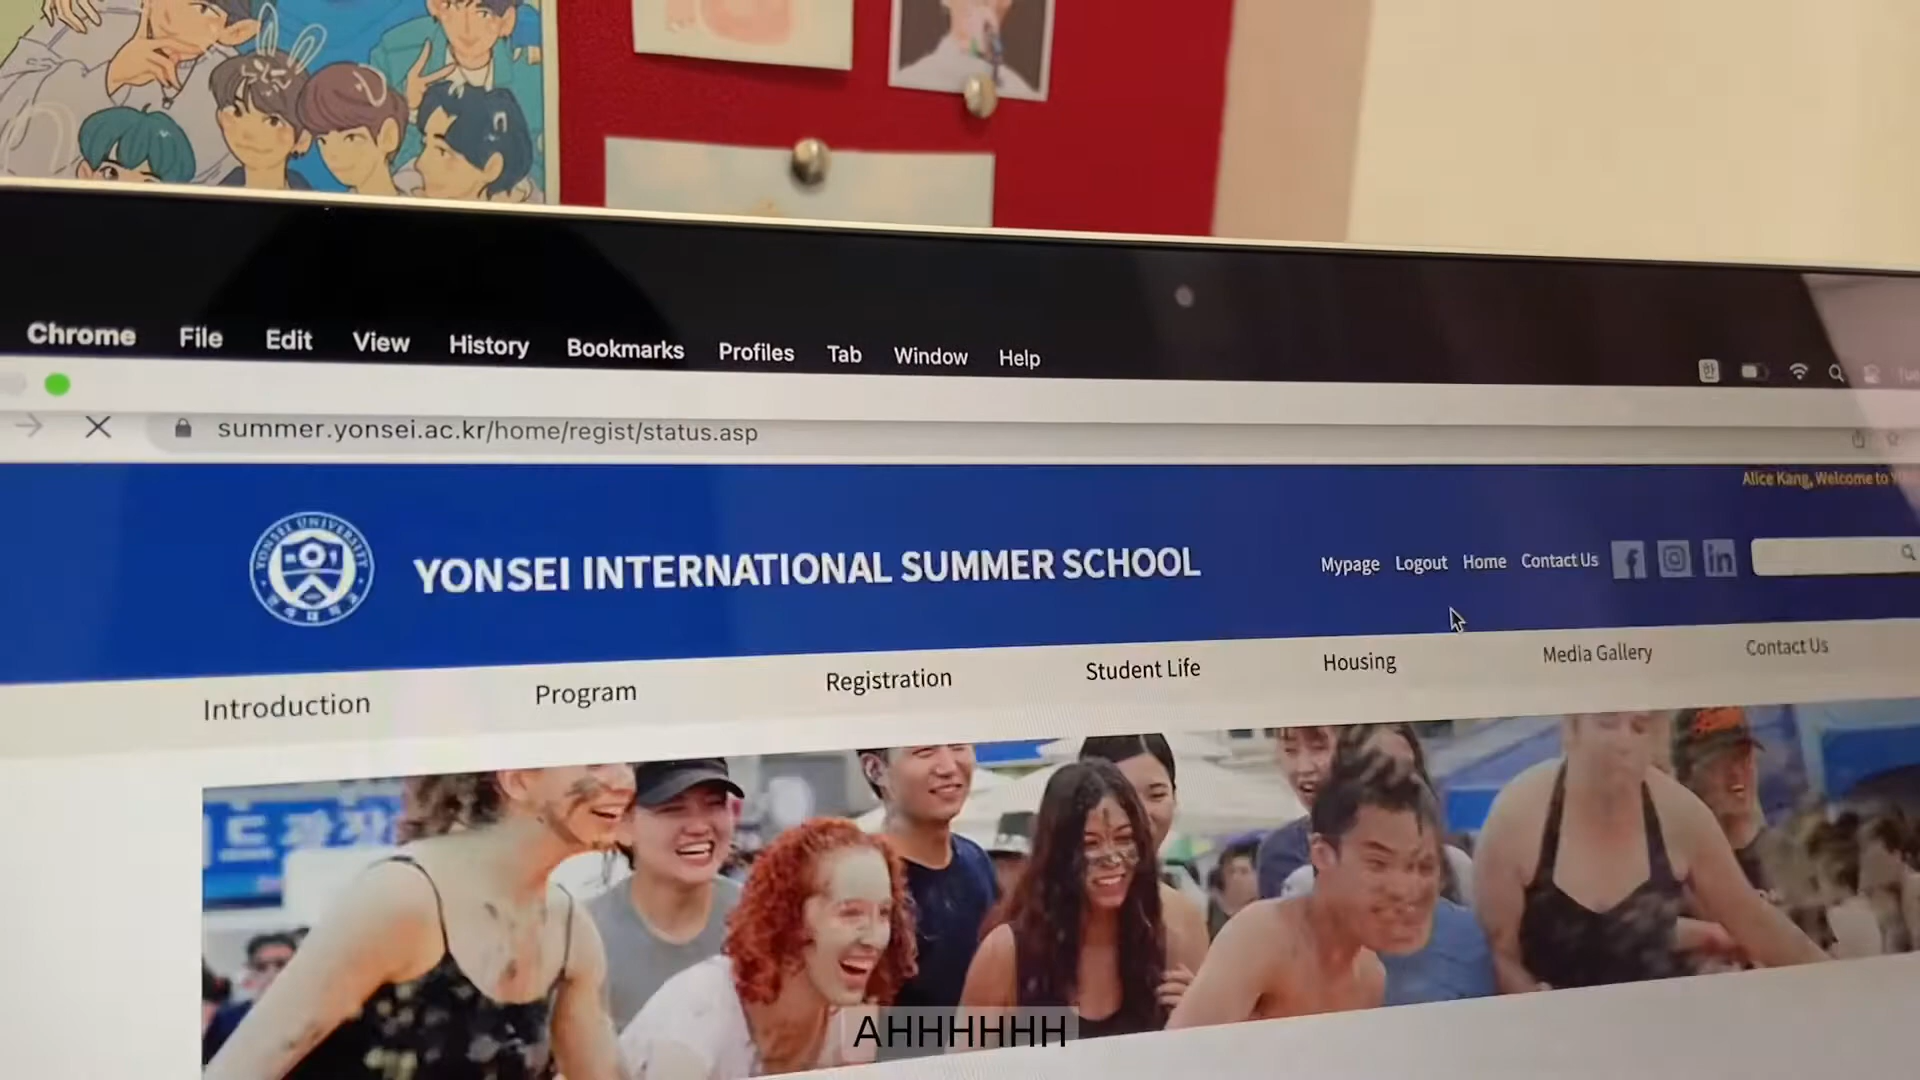 Chrome File Edit View History Bookmarks Profiles Tab Window Help
summer.yonsei.ac.kr/home/regist/status.asp
Alice Kang, Welcome to
YONSEI UNIVERSITY
YONSEI INTERNATIONAL SUMMER SCHOOL
Mypage Logout Home Contact Us
Introduction Program Registration Student Life Housing Media Gallery Contact Us
AHHHHHH